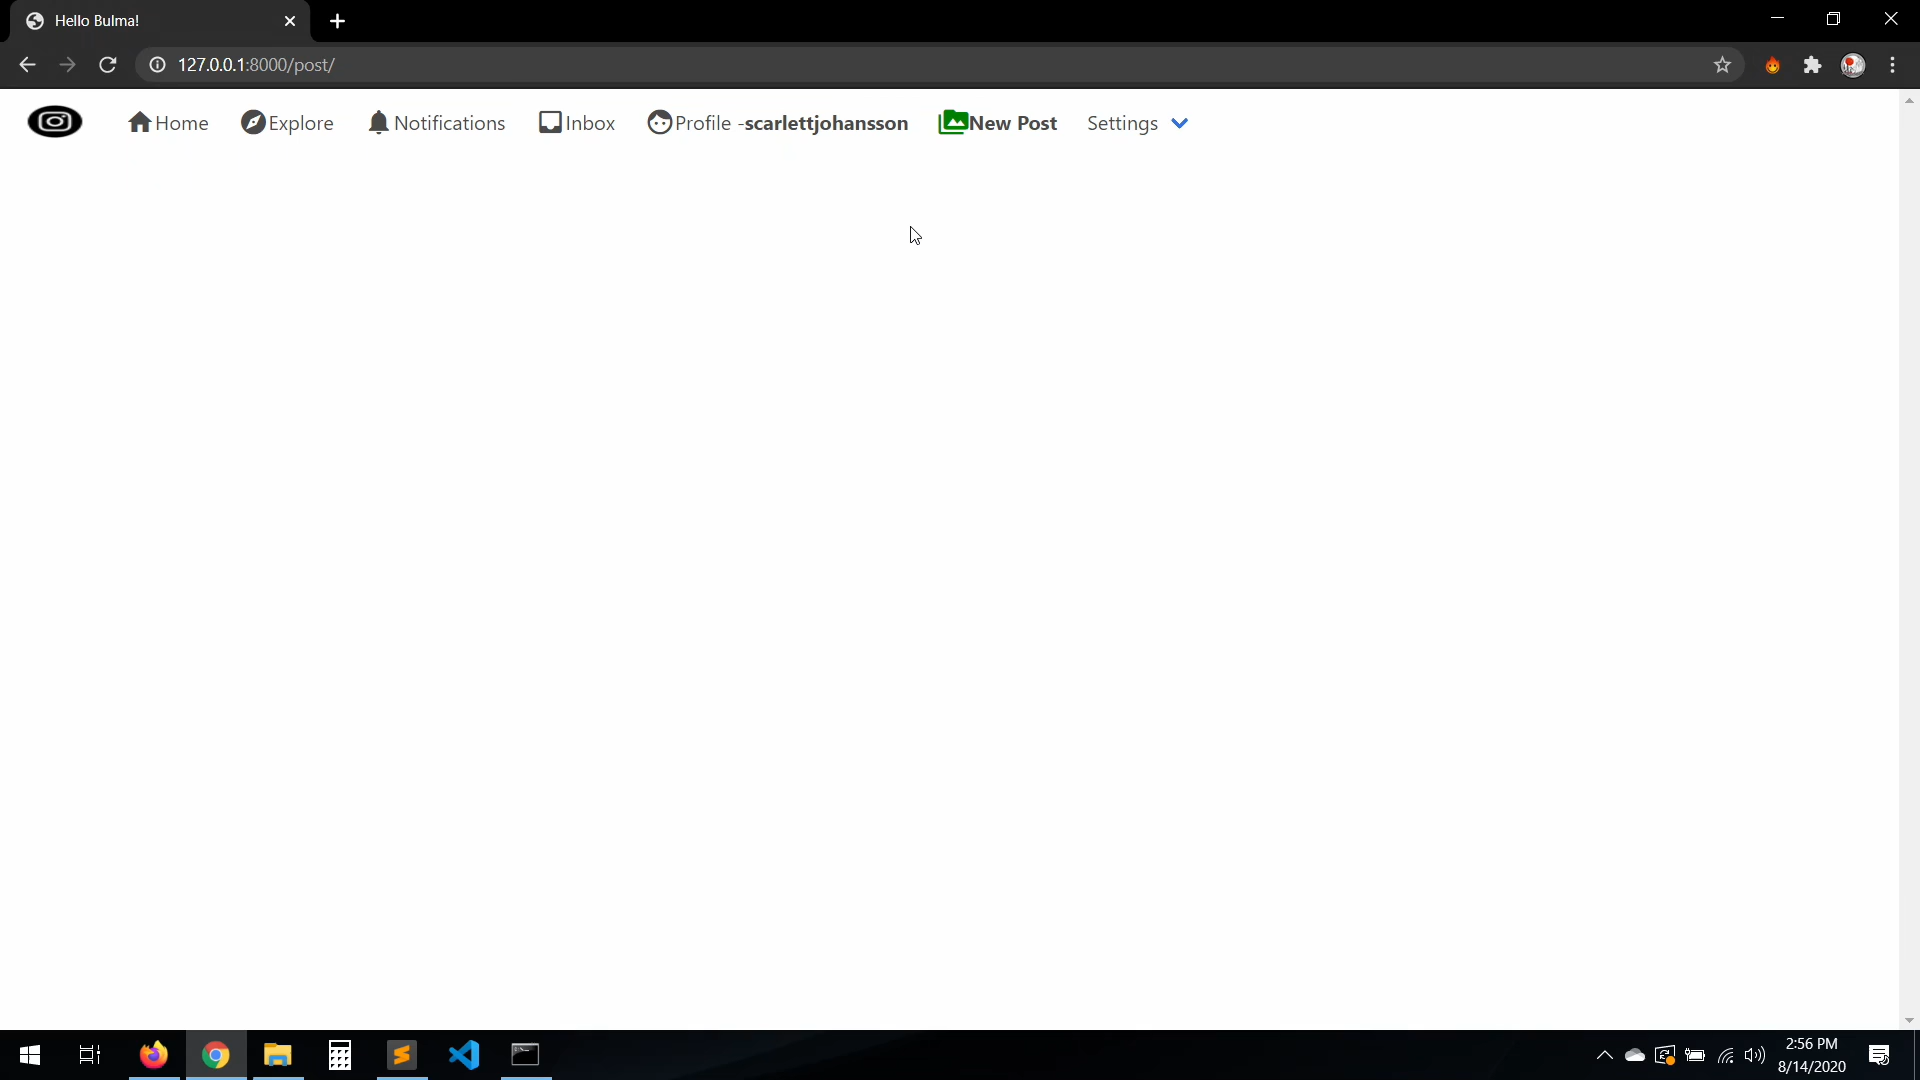 Hello Bulma!
127.0.0.1:8000/post/
Home Explore Notifications Inbox Profile -scarlettjohansson New Post Settings
2:56 PM
8/14/2020